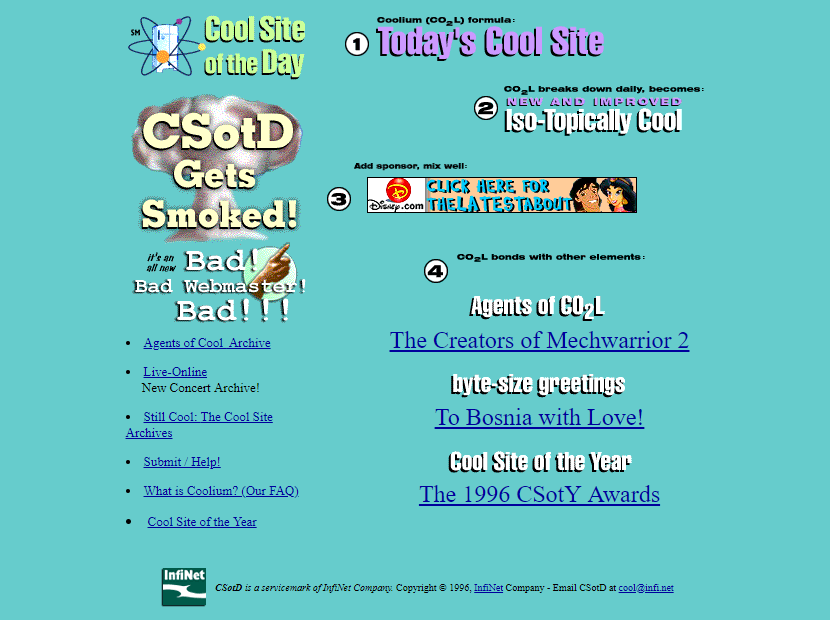 SM Cool Site
of the Day
CSotD
Gets
Smoked!
it's an
all new
Bad!
Bad Webmaster!
Bad!!!
• Agents of Cool Archive
• Live-Online
New Concert Archive!
• Still Cool: The Cool Site
Archives
• Submit / Help!
• What is Coolium? (Our FAQ)
• Cool Site of the Year
Coolium (CO2L) formula:
1 Today's Cool Site
CO2L breaks down daily, becomes:
2 NEW AND IMPROVED
Iso-Topically Cool
Add sponsor, mix well:
3
Disney.com
CLICK HERE FOR
THE LATEST ABOUT
CO2L bonds with other elements:
4
Agents of CO2L
The Creators of Mechwarrior 2
byte-size greetings
To Bosnia with Love!
Cool Site of the Year
The 1996 CSotY Awards
InfiNet
CSotD is a servicemark of InfiNet Company. Copyright © 1996, InfiNet Company - Email CSotD at cool@infi.net